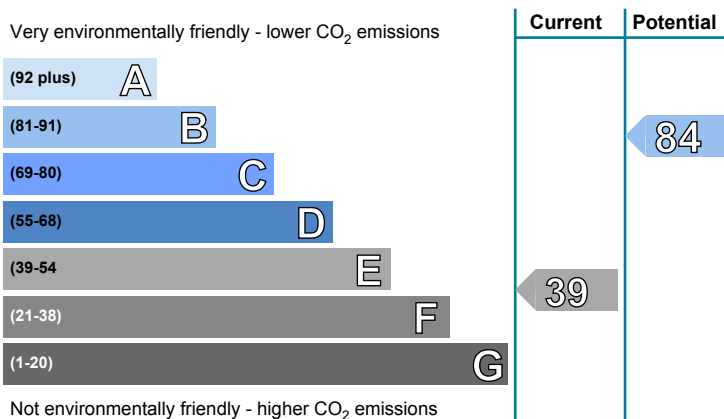 Current Potential
Very environmentally friendly - lower CO2 emissions
(92 plus) A
(81-91) B
84
(69-80) C
(55-68) D
(39-54 E
39
(21-38) F
(1-20) G
Not environmentally friendly - higher CO2 emissions